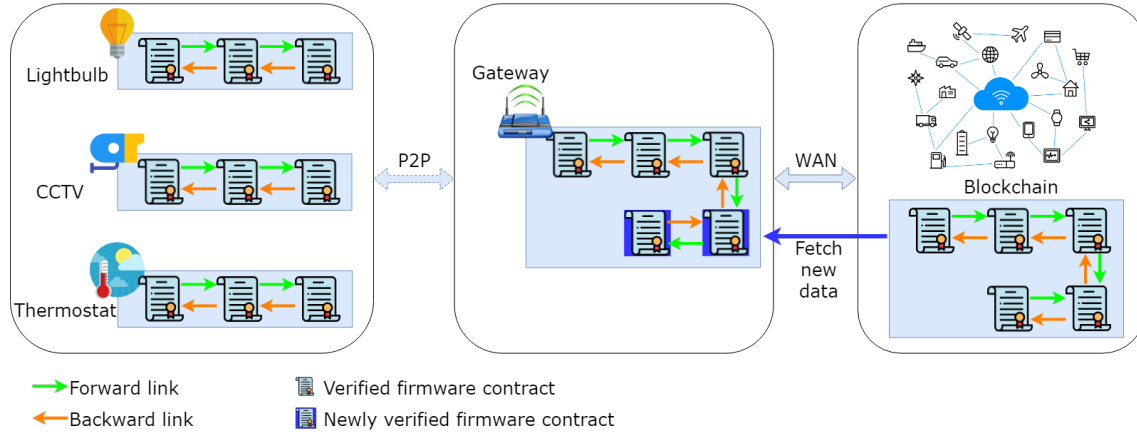 Lightbulb
CCTV
Thermostat
P2P
Gateway
WAN
Fetch
new
data
Blockchain
Forward link
Backward link
Verified firmware contract
Newly verified firmware contract